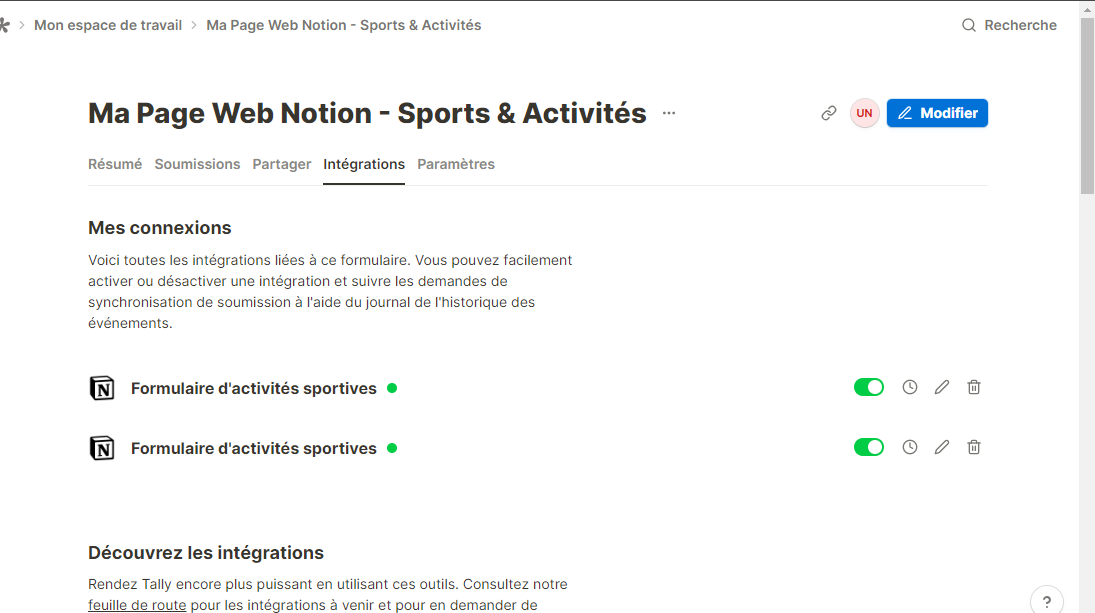 Mon espace de travail > Ma Page Web Notion - Sports & Activités
Recherche
Ma Page Web Notion - Sports & Activités ...
UN
Modifier
Résumé Soumissions Partager Intégrations Paramètres
Mes connexions
Voici toutes les intégrations liées à ce formulaire. Vous pouvez facilement
activer ou désactiver une intégration et suivre les demandes de
synchronisation de soumission à l'aide du journal de l'historique des
événements.
N Formulaire d'activités sportives
N Formulaire d'activités sportives
Découvrez les intégrations
Rendez Tally encore plus puissant en utilisant ces outils. Consultez notre
feuille de route pour les intégrations à venir et pour en demander de
?